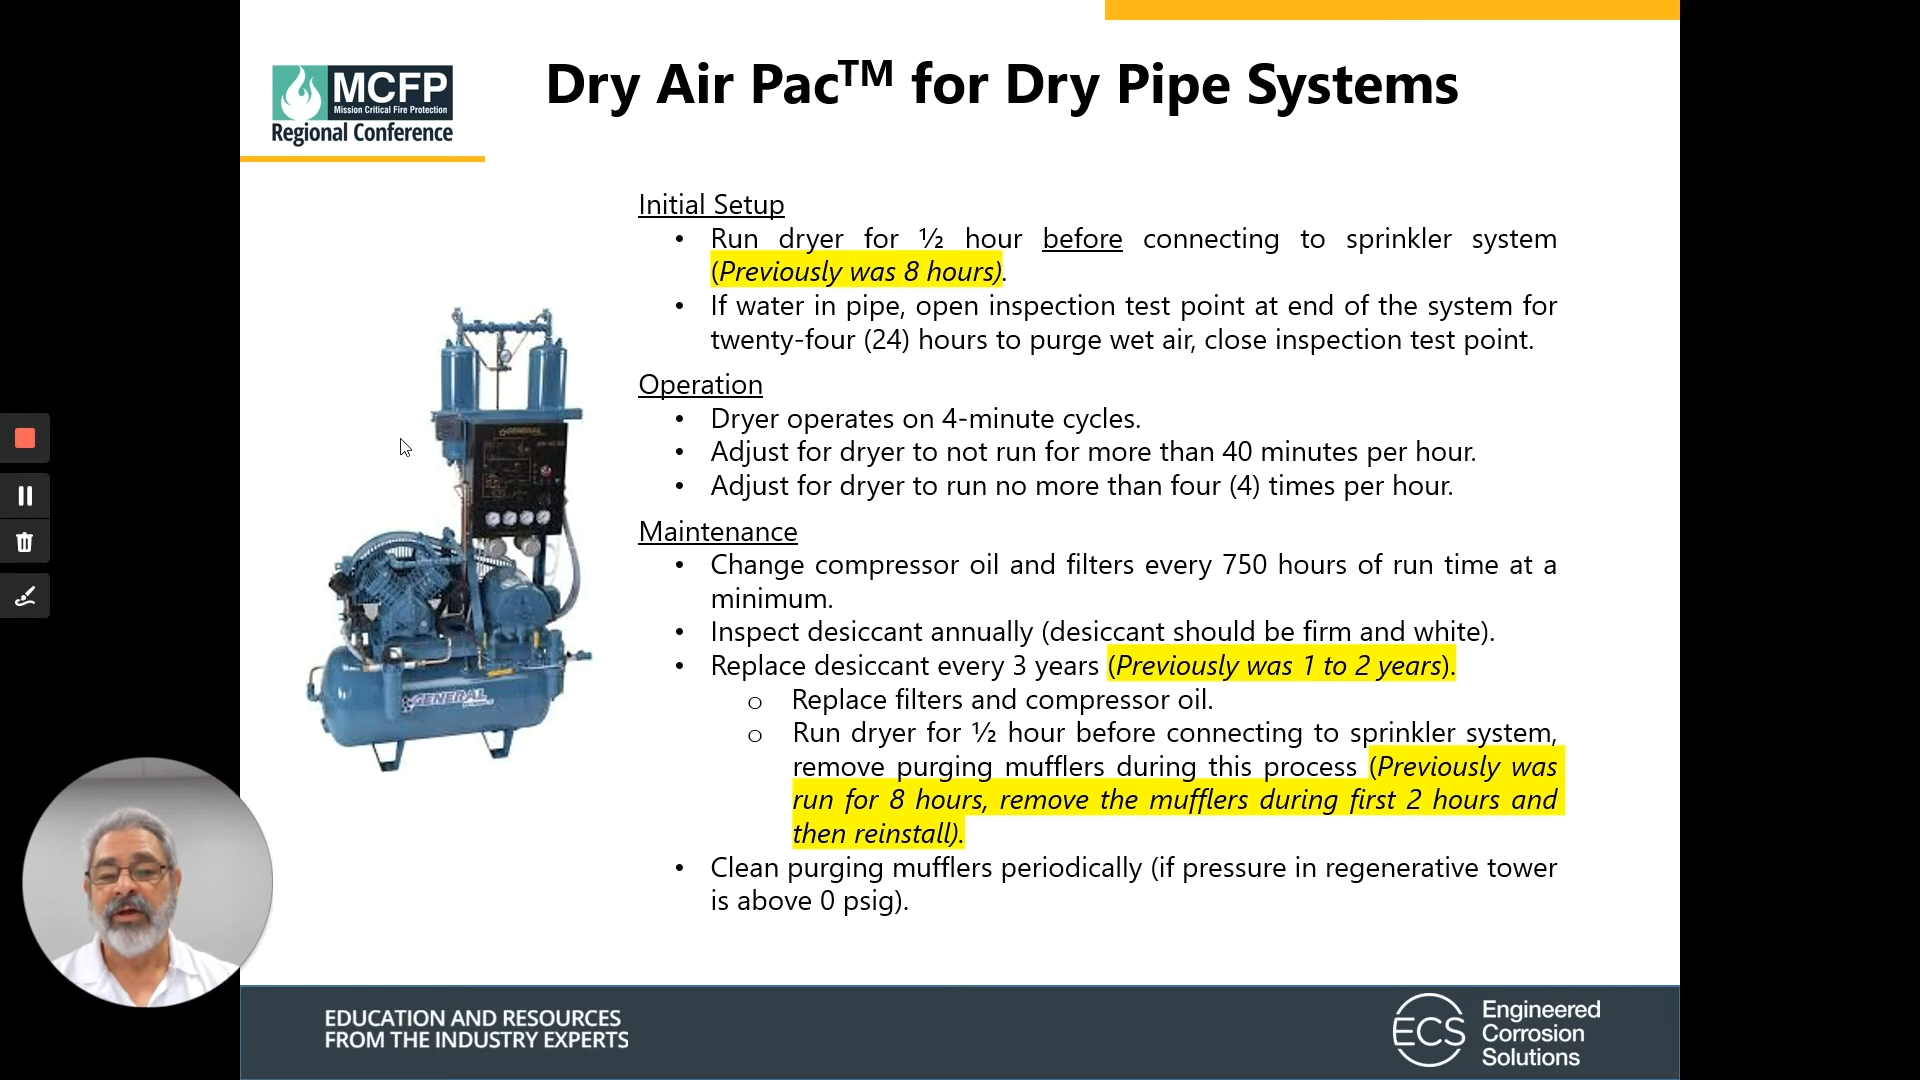 MCFP
Mission Critical Fire Protection
Regional Conference
Dry Air Pac™ for Dry Pipe Systems
Initial Setup
• Run dryer for ½ hour before connecting to sprinkler system
(Previously was 8 hours).
• If water in pipe, open inspection test point at end of the system for
twenty-four (24) hours to purge wet air, close inspection test point.
Operation
• Dryer operates on 4-minute cycles.
• Adjust for dryer to not run for more than 40 minutes per hour.
• Adjust for dryer to run no more than four (4) times per hour.
Maintenance
• Change compressor oil and filters every 750 hours of run time at a
minimum.
• Inspect desiccant annually (desiccant should be firm and white).
• Replace desiccant every 3 years (Previously was 1 to 2 years).
o Replace filters and compressor oil.
o Run dryer for ½ hour before connecting to sprinkler system,
remove purging mufflers during this process (Previously was
run for 8 hours, remove the mufflers during first 2 hours and
then reinstall).
• Clean purging mufflers periodically (if pressure in regenerative tower
is above 0 psig).
GENERAL
GENERAL
EDUCATION AND RESOURCES
FROM THE INDUSTRY EXPERTS
ECS
Engineered
Corrosion
Solutions